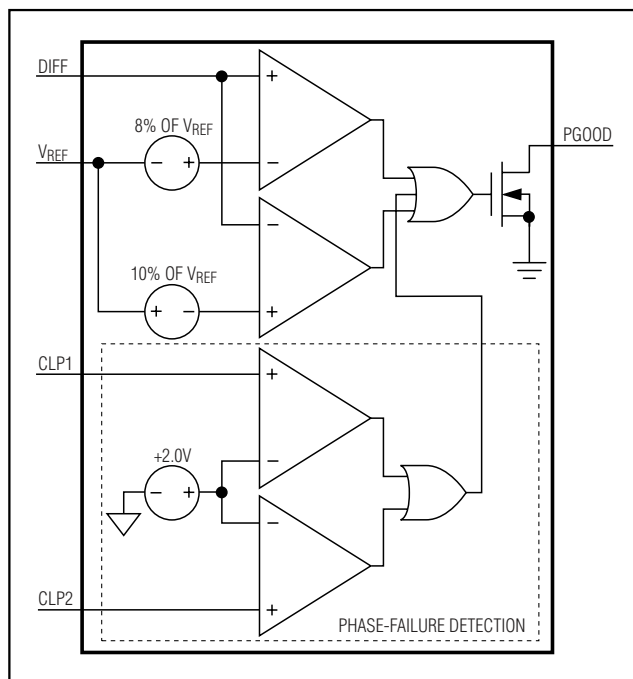 DIFF
8% OF VREF
VREF
PGOOD
10% OF VREF
CLP1
+2.0V
CLP2
PHASE-FAILURE DETECTION